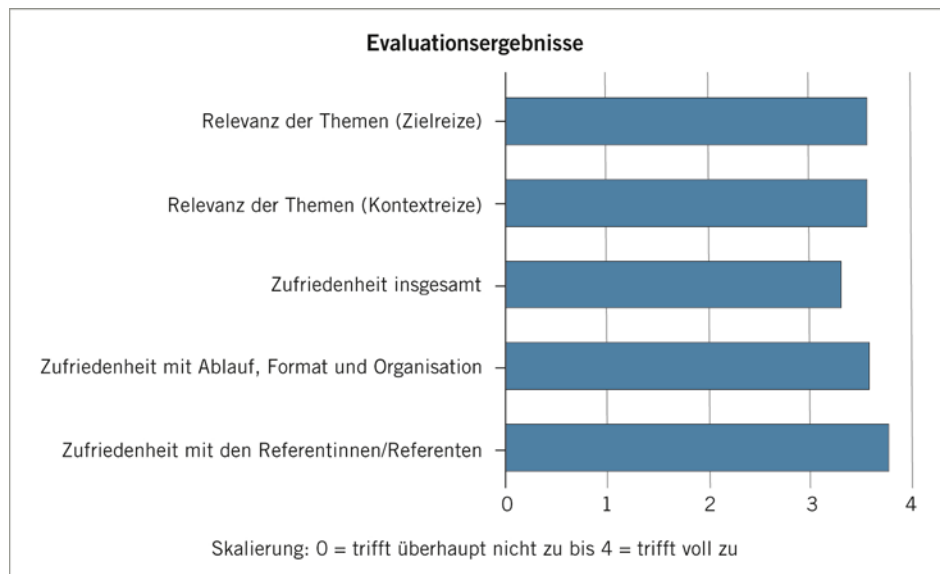 Evaluationsergebnisse
Relevanz der Themen (Zielreize)
Relevanz der Themen (Kontextreize)
Zufriedenheit insgesamt
Zufriedenheit mit Ablauf, Format und Organisation
Zufriedenheit mit den Referentinnen/Referenten
0 1 2 3 4
Skalierung: 0 = trifft überhaupt nicht zu bis 4 = trifft voll zu